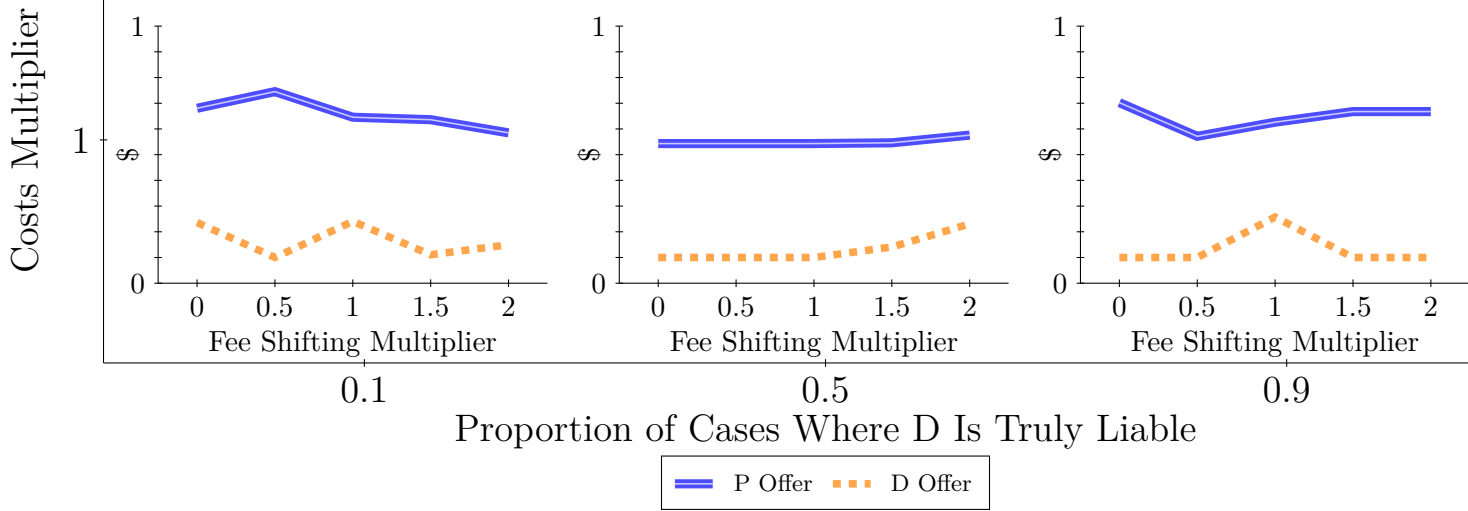 Costs Multiplier
1
1
$
0
0 0.5 1 1.5 2
Fee Shifting Multiplier
1
$
0
0 0.5 1 1.5 2
Fee Shifting Multiplier
1
$
0
0 0.5 1 1.5 2
Fee Shifting Multiplier
0.1 0.5 0.9
Proportion of Cases Where D Is Truly Liable
P Offer D Offer